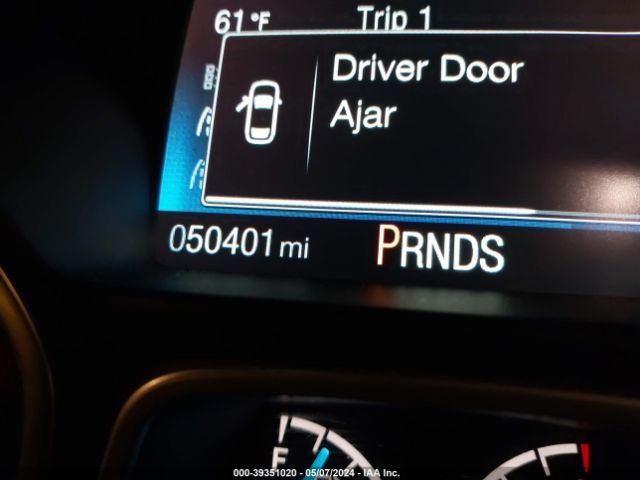 61°F Trip 1
Driver Door
Ajar
050401 mi PRNDS
F
000-39351020 - 05/07/2024 - IAA Inc.